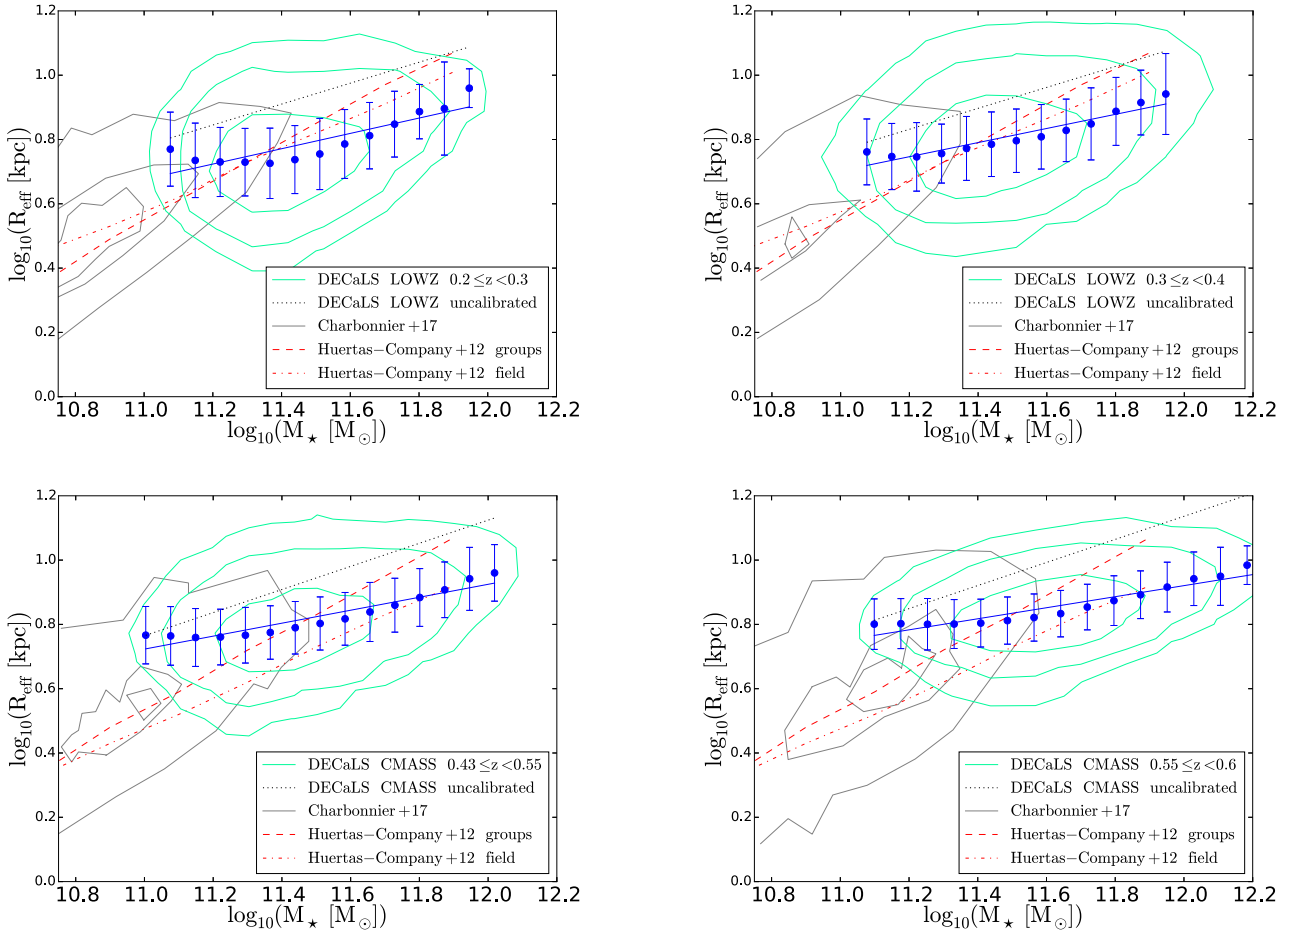 1.2
1.0
0.8
0.6
0.4
0.2
0.0
log10(Reff [kpc])
DECaLS LOWZ 0.2≤z<0.3
DECaLS LOWZ uncalibrated
Charbonnier+17
Huertas−Company+12 groups
Huertas−Company+12 field
10.8 11.0 11.2 11.4 11.6 11.8 12.0 12.2
log10(M⋆ [M⊙])
1.2
1.0
0.8
0.6
0.4
0.2
0.0
log10(Reff [kpc])
DECaLS LOWZ 0.3≤z<0.4
DECaLS LOWZ uncalibrated
Charbonnier+17
Huertas−Company+12 groups
Huertas−Company+12 field
10.8 11.0 11.2 11.4 11.6 11.8 12.0 12.2
log10(M⋆ [M⊙])
1.2
1.0
0.8
0.6
0.4
0.2
0.0
log10(Reff [kpc])
DECaLS CMASS 0.43≤z<0.55
DECaLS CMASS uncalibrated
Charbonnier+17
Huertas−Company+12 groups
Huertas−Company+12 field
10.8 11.0 11.2 11.4 11.6 11.8 12.0 12.2
log10(M⋆ [M⊙])
1.2
1.0
0.8
0.6
0.4
0.2
0.0
log10(Reff [kpc])
DECaLS CMASS 0.55≤z<0.6
DECaLS CMASS uncalibrated
Charbonnier+17
Huertas−Company+12 groups
Huertas−Company+12 field
10.8 11.0 11.2 11.4 11.6 11.8 12.0 12.2
log10(M⋆ [M⊙])